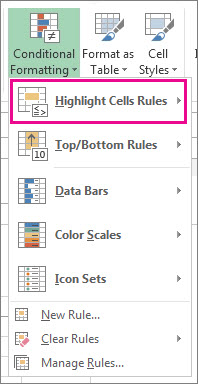 Conditional Format as Cell
Formatting Table Styles
≤>
Highlight Cells Rules
10
Top/Bottom Rules
Data Bars
Color Scales
Icon Sets
New Rule...
Clear Rules
Manage Rules...